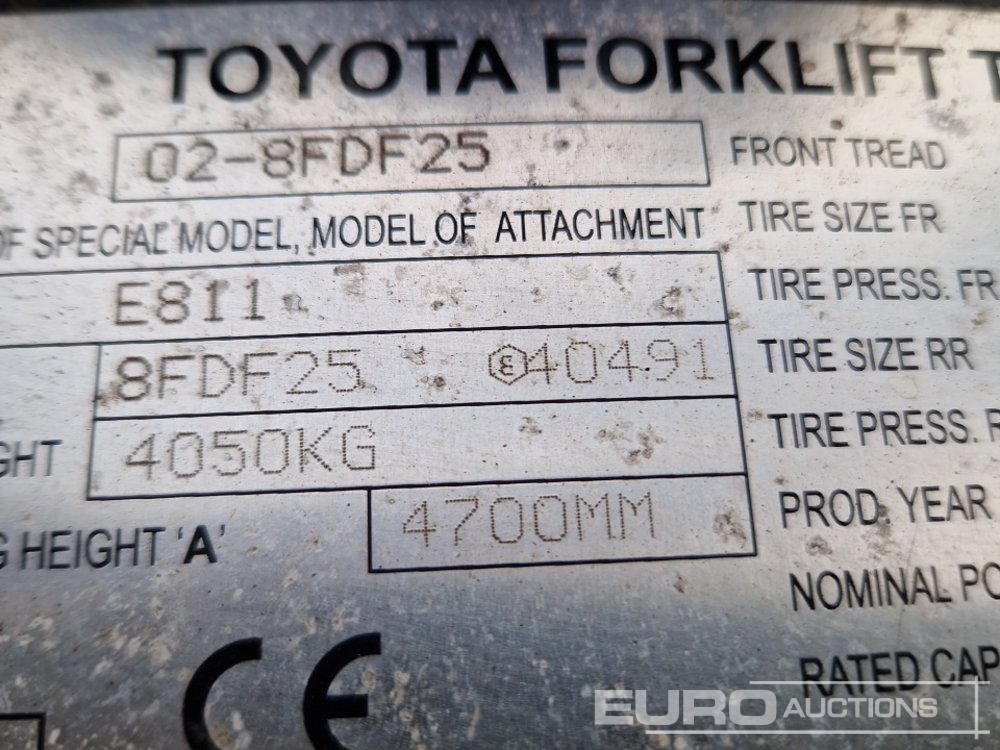 TOYOTA FORKLIFT T
02-8FDF25
FRONT TREAD
OF SPECIAL MODEL, MODEL OF ATTACHMENT
TIRE SIZE FR
E811
TIRE PRESS. FR
8FDF25 Ⓔ40491
TIRE SIZE RR
GHT 4050KG
TIRE PRESS. R
G HEIGHT 'A' 4700MM
PROD. YEAR
NOMINAL PO
CE
RATED CAP
EURO AUCTIONS